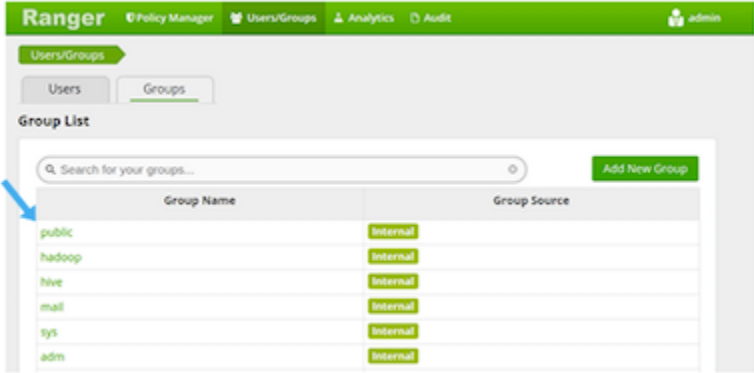 Ranger Policy Manager Users/Groups Analytics Audit admin
Users/Groups
Users Groups
Group List
Search for your groups... Add New Group
Group Name Group Source
public Internal
hadoop Internal
hive Internal
mail Internal
sys Internal
adm Internal